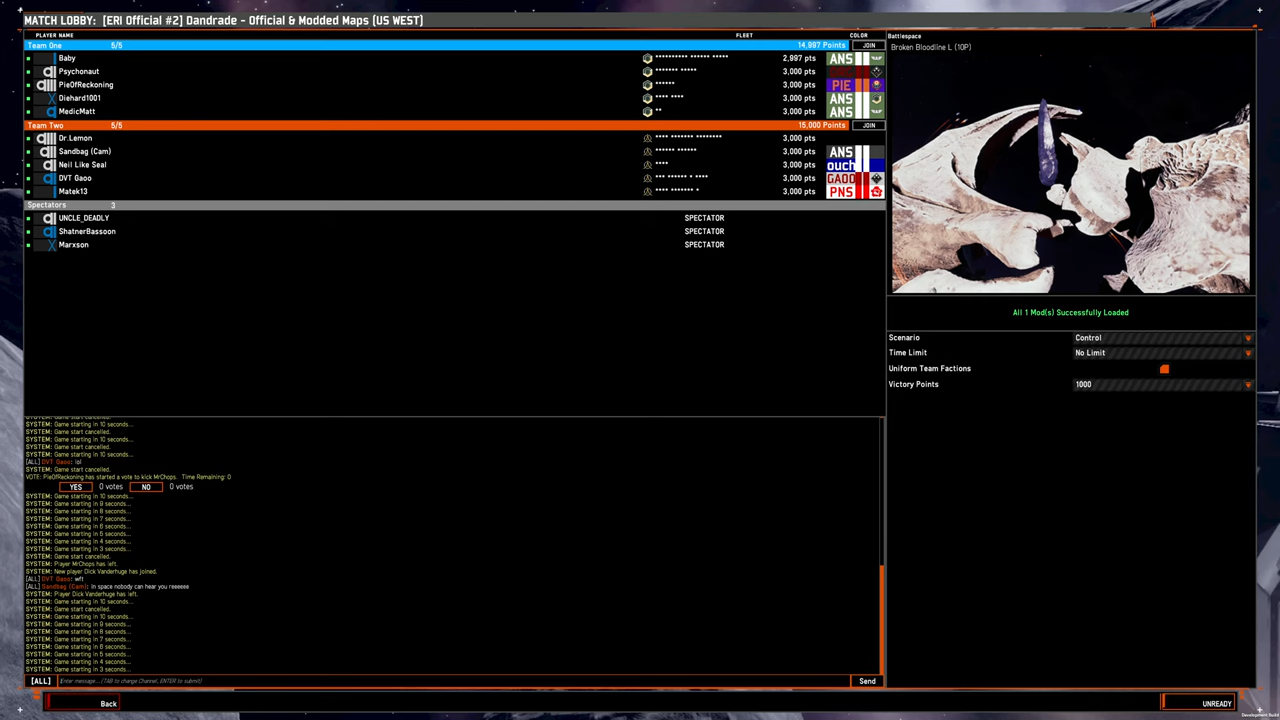 MATCH LOBBY: [ERI Official #2] Dandrade - Official & Modded Maps (US WEST)
PLAYER NAME FLEET COLOR
Team One 5/5 14,997 Points JOIN
Baby 2,997 pts ANS
Psychonaut 3,000 pts
PieOfReckoning 3,000 pts PIE
Diehard1001 3,000 pts ANS
MedicMatt 3,000 pts ANS
Team Two 5/5 15,000 Points JOIN
Dr.Lemon 3,000 pts
Sandbag (Cam) 3,000 pts ANS
Neil Like Seal 3,000 pts ouch
DVT Gaoo 3,000 pts GAOO
Matek13 3,000 pts PNS
Spectators 3
UNCLE_DEADLY SPECTATOR
ShatnerBassoon SPECTATOR
Marxson SPECTATOR
Battlespace
Broken Bloodline L (10P)
All 1 Mod(s) Successfully Loaded
Scenario Control
Time Limit No Limit
Uniform Team Factions
Victory Points 1000
SYSTEM: Game start cancelled.
SYSTEM: Game starting in 10 seconds...
SYSTEM: Game start cancelled.
SYSTEM: Game starting in 10 seconds...
SYSTEM: Game start cancelled.
SYSTEM: Game starting in 10 seconds...
[ALL] DVT Gaoo: lol
SYSTEM: Game start cancelled.
VOTE: PieOfReckoning has started a vote to kick MrChops. Time Remaining: 0
YES 0 votes NO 0 votes
SYSTEM: Game starting in 10 seconds...
SYSTEM: Game starting in 9 seconds...
SYSTEM: Game starting in 8 seconds...
SYSTEM: Game starting in 7 seconds...
SYSTEM: Game starting in 6 seconds...
SYSTEM: Game starting in 5 seconds...
SYSTEM: Game starting in 4 seconds...
SYSTEM: Game starting in 3 seconds...
SYSTEM: Game start cancelled.
SYSTEM: Player MrChops has left.
SYSTEM: New player Dick Vanderhuge has joined.
[ALL] DVT Gaoo: wft
[ALL] Sandbag (Cam): In space nobody can hear you reeeeee
SYSTEM: Player Dick Vanderhuge has left.
SYSTEM: Game starting in 10 seconds...
SYSTEM: Game start cancelled.
SYSTEM: Game starting in 10 seconds...
SYSTEM: Game starting in 9 seconds...
SYSTEM: Game starting in 8 seconds...
SYSTEM: Game starting in 7 seconds...
SYSTEM: Game starting in 6 seconds...
SYSTEM: Game starting in 5 seconds...
SYSTEM: Game starting in 4 seconds...
SYSTEM: Game starting in 3 seconds...
[ALL] Enter message... (TAB to change Channel, ENTER to submit) Send
Back UNREADY
Development Build